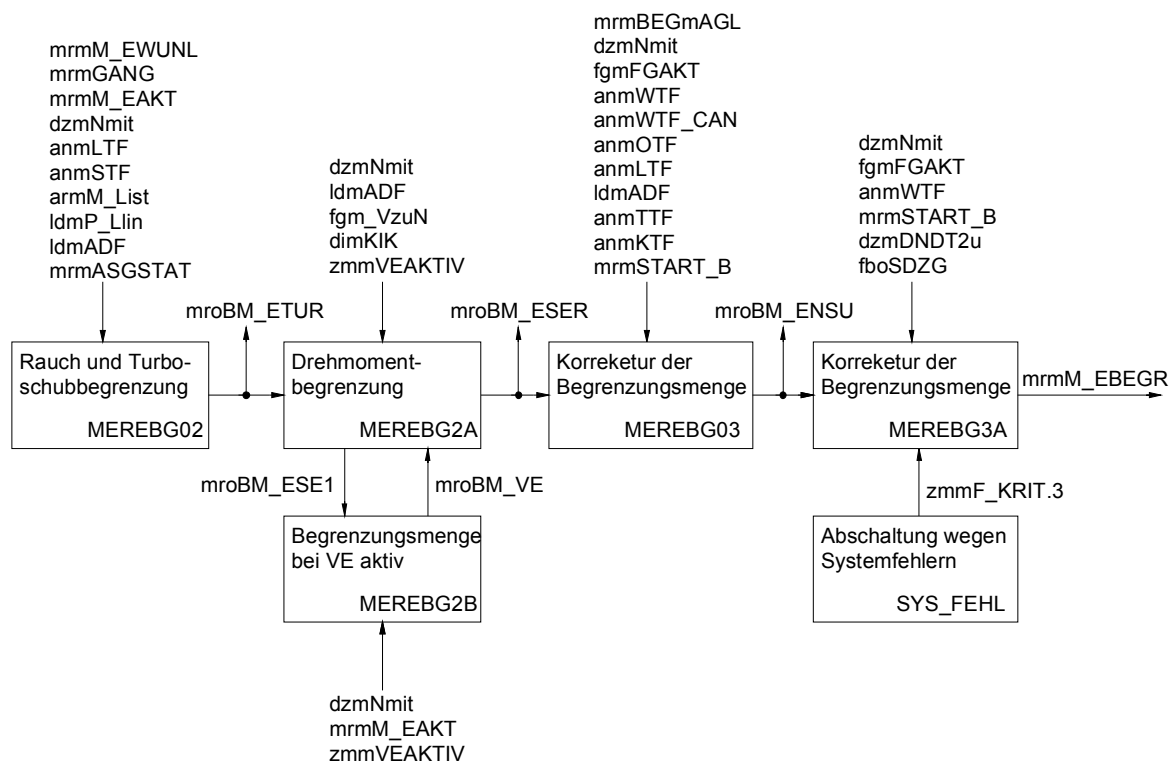 mrmM_EWUNL
mrmGANG
mrmM_EAKT
dzmNmit
anmLTF
anmSTF
armM_List
ldmP_Llin
ldmADF
mrmASGSTAT
dzmNmit
ldmADF
fgm_VzuN
dimKIK
zmmVEAKTIV
mrmBEGmAGL
dzmNmit
fgmFGAKT
anmWTF
anmWTF_CAN
anmOTF
anmLTF
ldmADF
anmTTF
anmKTF
mrmSTART_B
dzmNmit
fgmFGAKT
anmWTF
mrmSTART_B
dzmDNDT2u
fboSDZG
mroBM_ETUR
mroBM_ESER
mroBM_ENSU
Rauch und Turbo-
schubbegrenzung
MEREBG02
Drehmoment-
begrenzung
MEREBG2A
Korreketur der
Begrenzungsmenge
MEREBG03
Korreketur der
Begrenzungsmenge
MEREBG3A
mrmM_EBEGR
mroBM_ESE1
mroBM_VE
zmmF_KRIT.3
Begrenzungsmenge
bei VE aktiv
MEREBG2B
Abschaltung wegen
Systemfehlern
SYS_FEHL
dzmNmit
mrmM_EAKT
zmmVEAKTIV